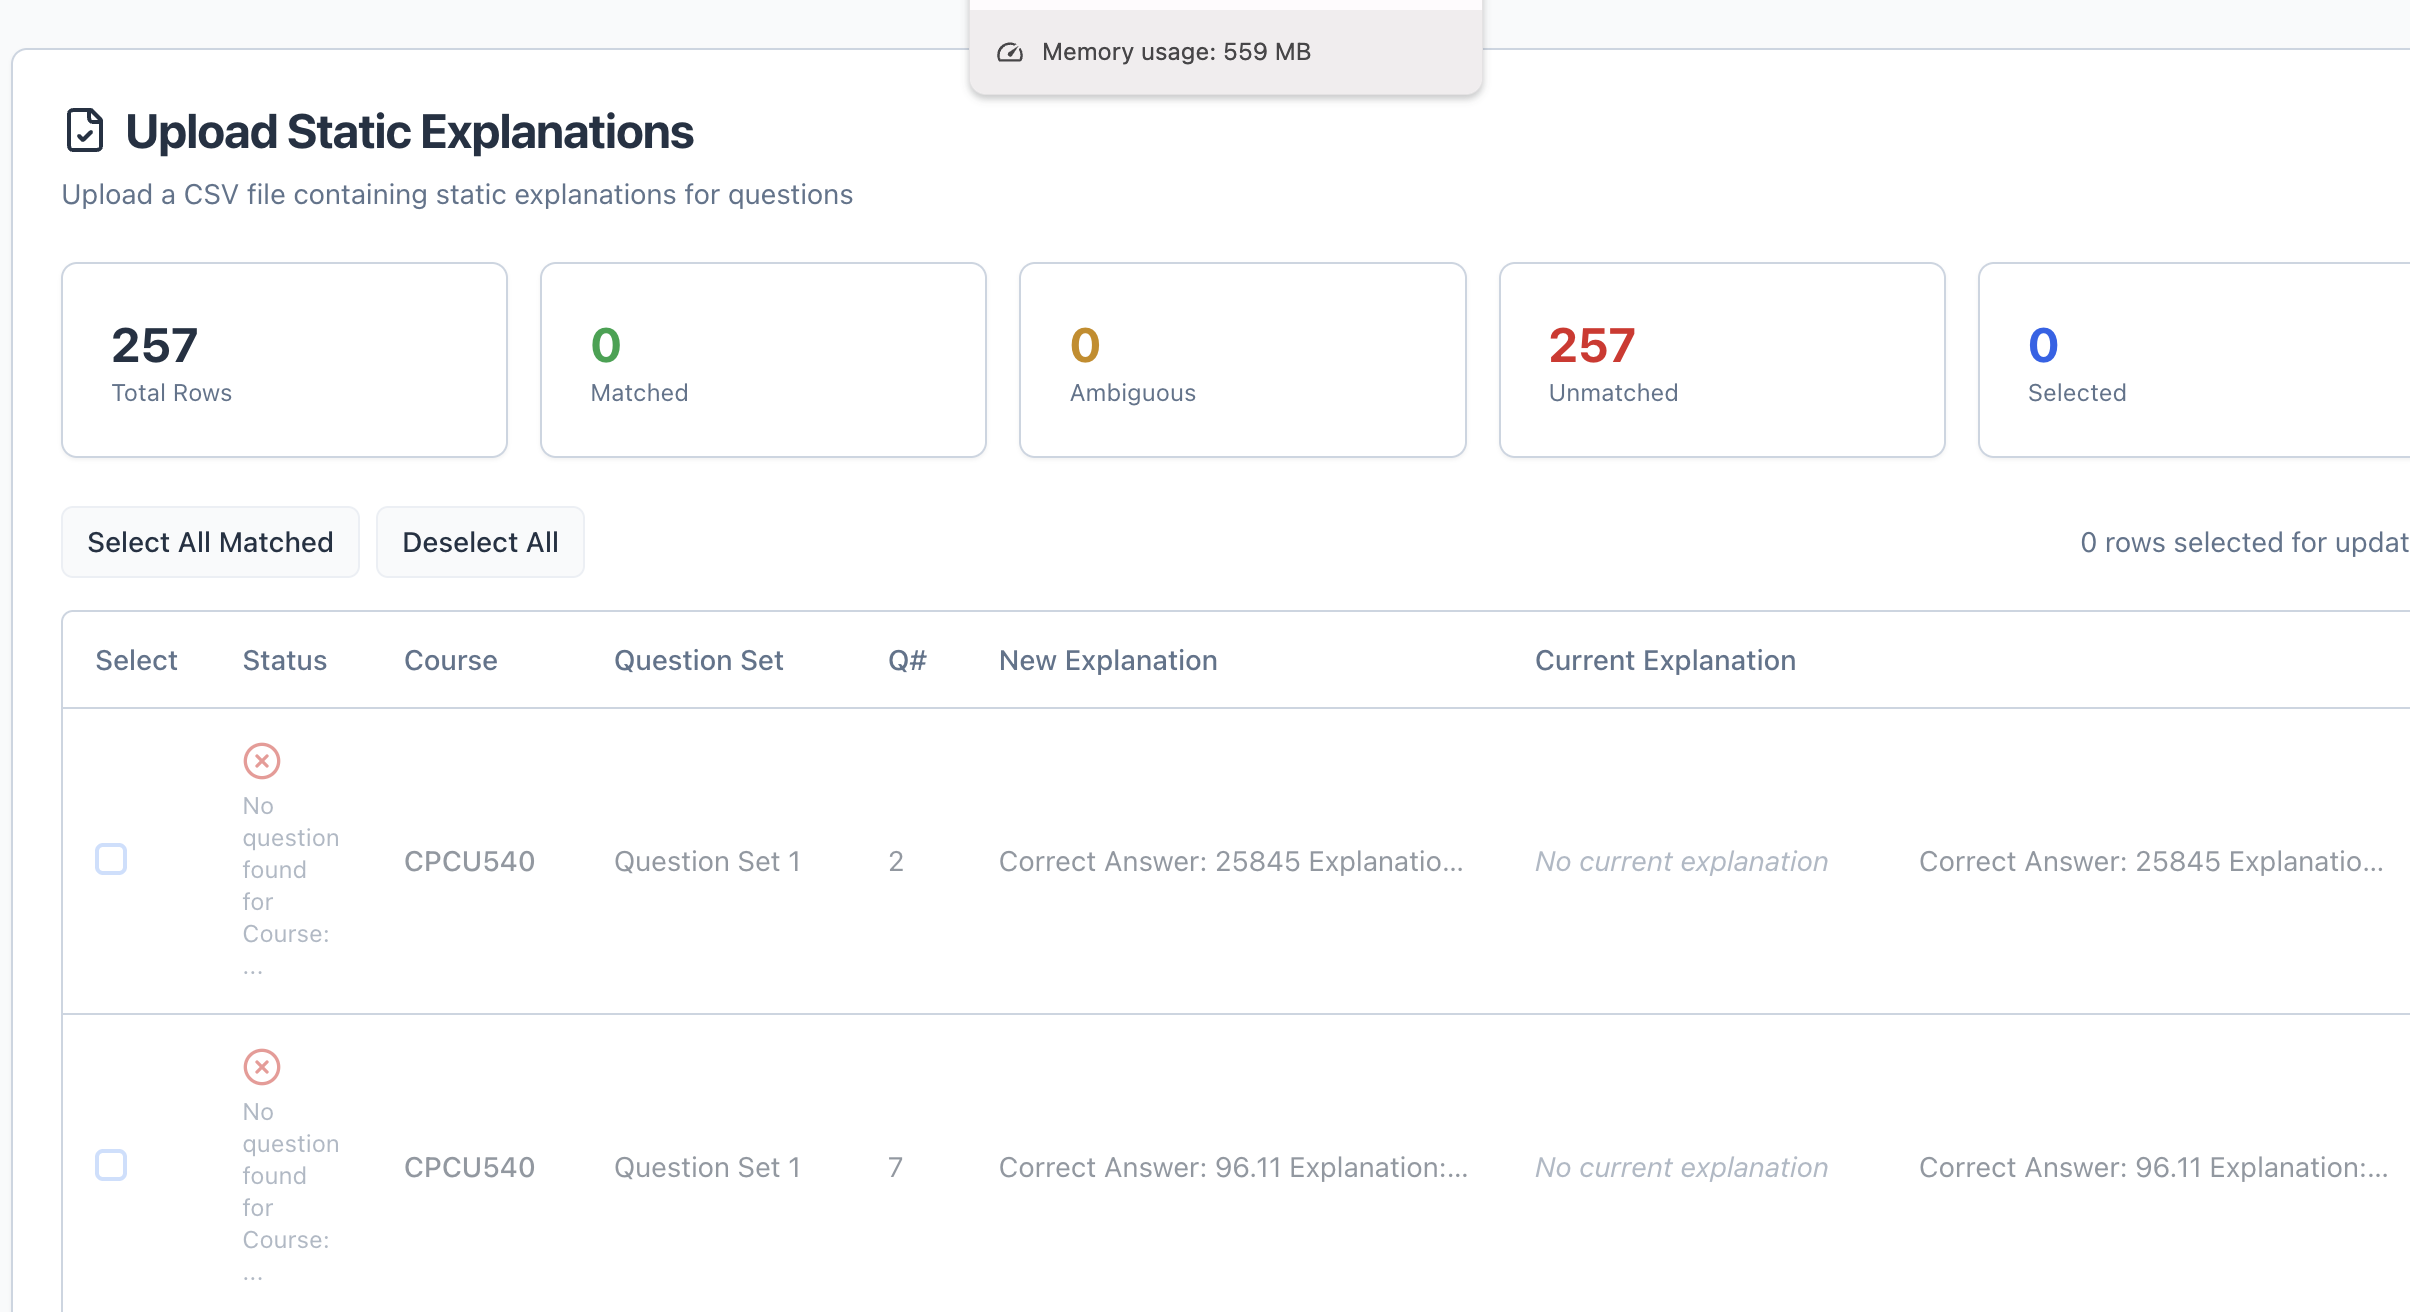 Memory usage: 559 MB
Upload Static Explanations
Upload a CSV file containing static explanations for questions
257
Total Rows
0
Matched
0
Ambiguous
257
Unmatched
0
Selected
Select All Matched
Deselect All
0 rows selected for updat
Select
Status
Course
Question Set
Q#
New Explanation
Current Explanation
No
question
found
for
Course:
...
CPCU540
Question Set 1
2
Correct Answer: 25845 Explanatio...
No current explanation
Correct Answer: 25845 Explanatio...
No
question
found
for
Course:
...
CPCU540
Question Set 1
7
Correct Answer: 96.11 Explanation:...
No current explanation
Correct Answer: 96.11 Explanation:...